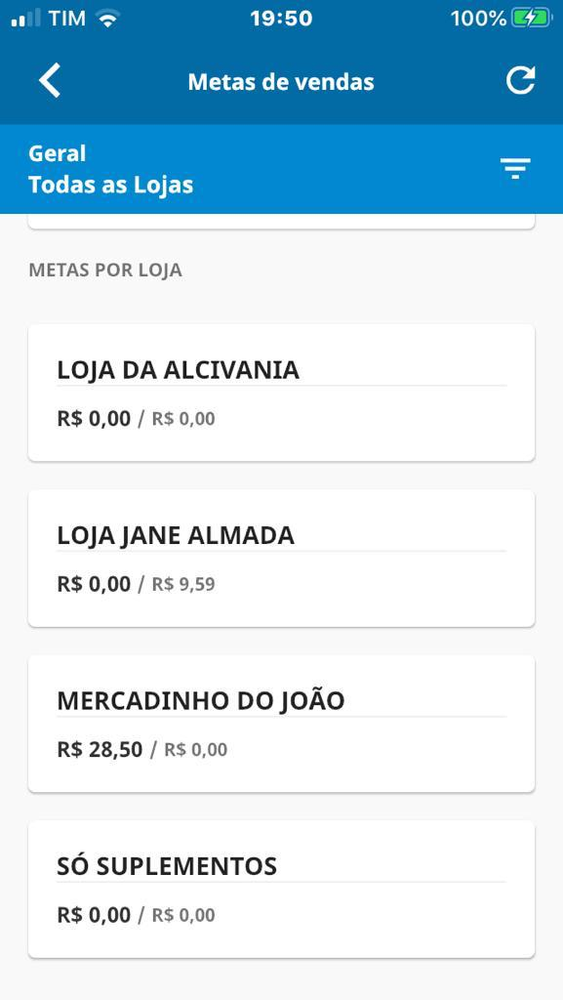 TIM 19:50 100%
Metas de vendas
Geral
Todas as Lojas
METAS POR LOJA
LOJA DA ALCIVANIA
R$ 0,00 / R$ 0,00
LOJA JANE ALMADA
R$ 0,00 / R$ 9,59
MERCADINHO DO JOÃO
R$ 28,50 / R$ 0,00
SÓ SUPLEMENTOS
R$ 0,00 / R$ 0,00